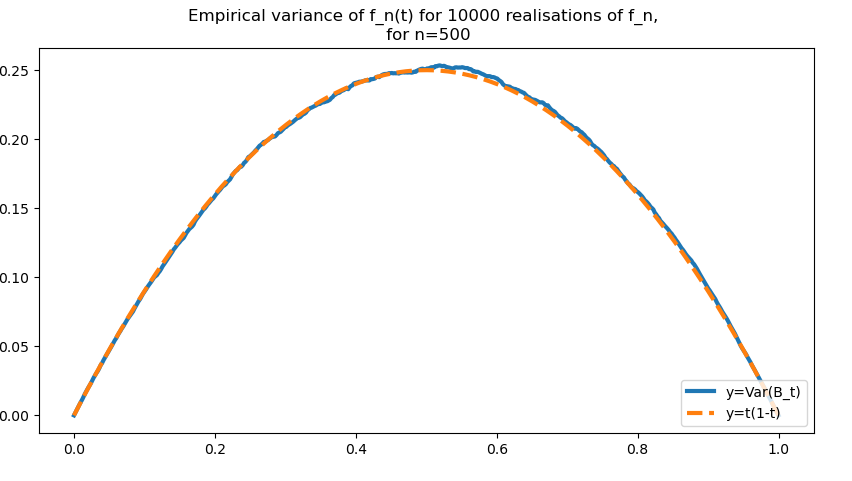 Empirical variance of f_n(t) for 10000 realisations of f_n,
for n=500
0.25
0.20
0.15
0.10
0.05
0.00
0.0 0.2 0.4 0.6 0.8 1.0
y=Var(B_t)
y=t(1-t)